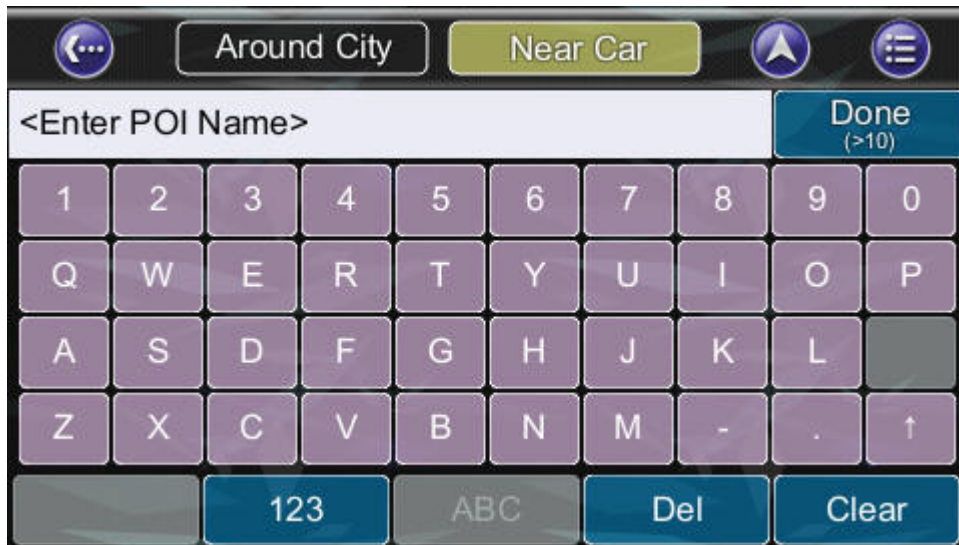 Around City Near Car
<Enter POI Name> Done
(>10)
1 2 3 4 5 6 7 8 9 0
Q W E R T Y U I O P
A S D F G H J K L
Z X C V B N M - . ↑
123 ABC Del Clear